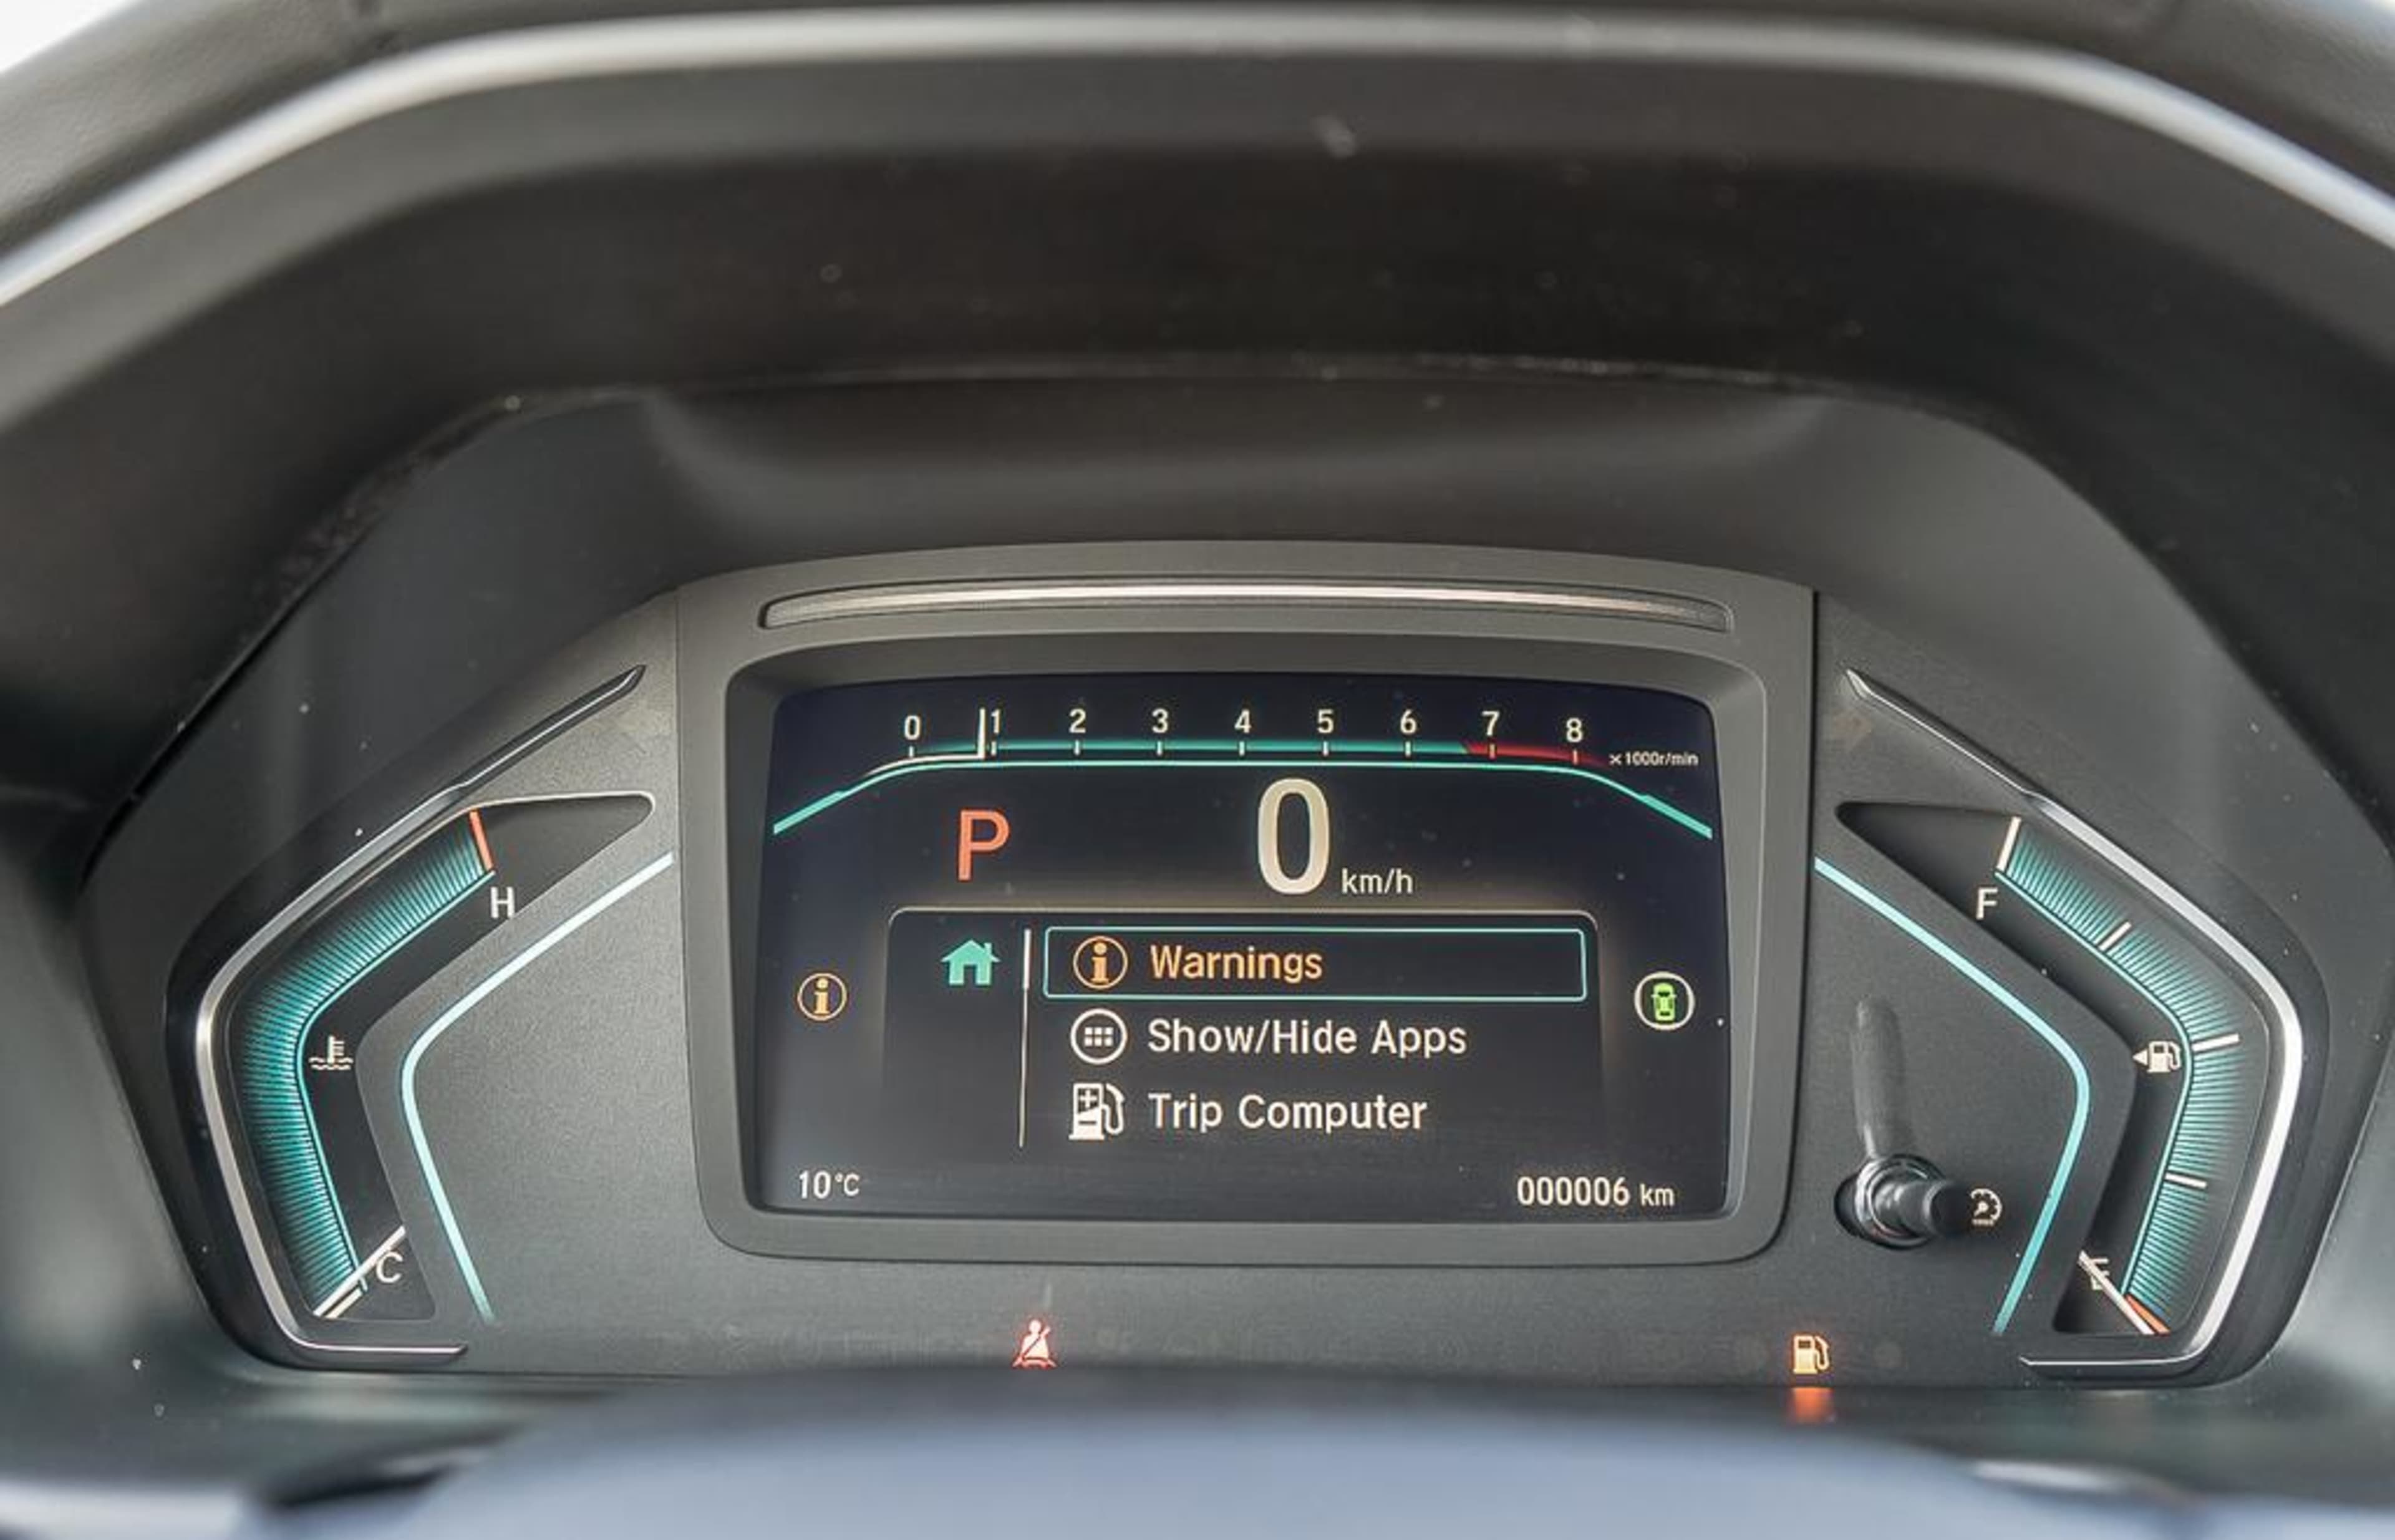 0 1 2 3 4 5 6 7 8
x1000r/min
P 0 km/h
H
F
Warnings
Show/Hide Apps
Trip Computer
10°C
000006 km
C
E